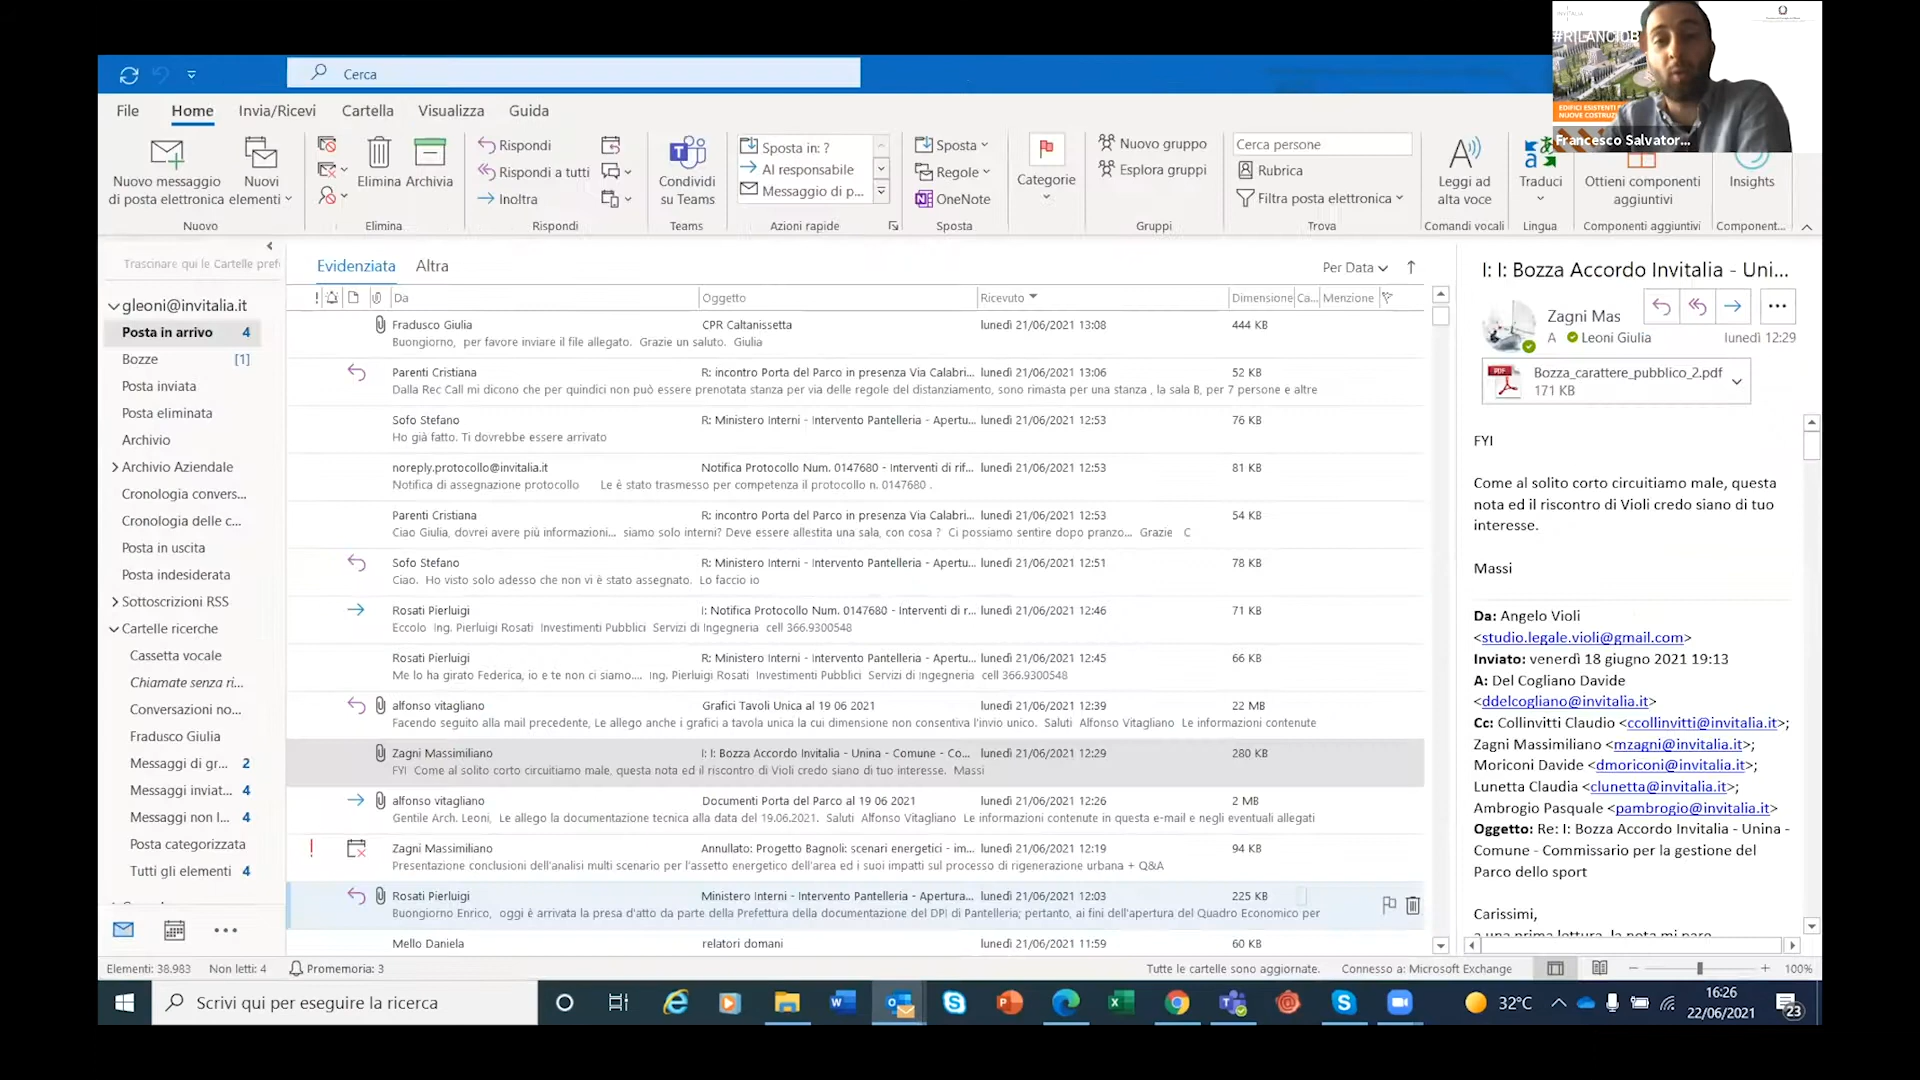 Cerca
#RILANCIOB
EDIFICI ESISTENTI
NUOVE COSTRUZ
Francesco Salvator...
File Home Invia/Ricevi Cartella Visualizza Guida
Nuovo messaggio di posta elettronica
Nuovi elementi
Elimina Archivia
Rispondi
Rispondi a tutti
Inoltra
Condividi su Teams
Sposta in: ?
Al responsabile
Messaggio di p...
Sposta
Regole
OneNote
Categorie
Nuovo gruppo
Esplora gruppi
Cerca persone
Rubrica
Filtra posta elettronica
Leggi ad alta voce
Traduci
Ottieni componenti aggiuntivi
Insights
Nuovo Elimina Rispondi Teams Azioni rapide Sposta Gruppi Trova Comandi vocali Lingua Componenti aggiuntivi Component...
Trascinare qui le Cartelle pref
gleoni@invitalia.it
Posta in arrivo 4
Bozze [1]
Posta inviata
Posta eliminata
Archivio
Archivio Aziendale
Cronologia convers...
Cronologia delle c...
Posta in uscita
Posta indesiderata
Sottoscrizioni RSS
Cartelle ricerche
Cassetta vocale
Chiamate senza ri...
Conversazioni no...
Fradusco Giulia
Messaggi di gr... 2
Messaggi inviat... 4
Messaggi non l... 4
Posta categorizzata
Tutti gli elementi 4
Evidenziata Altra Per Data
! Da Oggetto Ricevuto Dimensione Ca... Menzione
Fradusco Giulia CPR Caltanissetta lunedì 21/06/2021 13:08 444 KB
Buongiorno, per favore inviare il file allegato. Grazie un saluto. Giulia
Parenti Cristiana R: incontro Porta del Parco in presenza Via Calabri... lunedì 21/06/2021 13:06 52 KB
Dalla Rec Call mi dicono che per quindici non può essere prenotata stanza per via delle regole del distanziamento, sono rimasta per una stanza , la sala B, per 7 persone e altre
Sofo Stefano R: Ministero Interni - Intervento Pantelleria - Apertu... lunedì 21/06/2021 12:53 76 KB
Ho già fatto. Ti dovrebbe essere arrivato
noreply.protocollo@invitalia.it Notifica Protocollo Num. 0147680 - Interventi di rif... lunedì 21/06/2021 12:53 81 KB
Notifica di assegnazione protocollo Le è stato trasmesso per competenza il protocollo n. 0147680 .
Parenti Cristiana R: incontro Porta del Parco in presenza Via Calabri... lunedì 21/06/2021 12:53 54 KB
Ciao Giulia, dovrei avere più informazioni... siamo solo interni? Deve essere allestita una sala, con cosa ? Ci possiamo sentire dopo pranzo... Grazie C
Sofo Stefano R: Ministero Interni - Intervento Pantelleria - Apertu... lunedì 21/06/2021 12:51 78 KB
Ciao. Ho visto solo adesso che non vi è stato assegnato. Lo faccio io
Rosati Pierluigi I: Notifica Protocollo Num. 0147680 - Interventi di r... lunedì 21/06/2021 12:46 71 KB
Eccolo Ing. Pierluigi Rosati Investimenti Pubblici Servizi di Ingegneria cell 366.9300548
Rosati Pierluigi R: Ministero Interni - Intervento Pantelleria - Apertu... lunedì 21/06/2021 12:45 66 KB
Me lo ha girato Federica, io e te non ci siamo.... Ing. Pierluigi Rosati Investimenti Pubblici Servizi di Ingegneria cell 366.9300548
alfonso vitagliano Grafici Tavoli Unica al 19 06 2021 lunedì 21/06/2021 12:39 22 MB
Facendo seguito alla mail precedente, Le allego anche i grafici a tavola unica la cui dimensione non consentiva l'invio unico. Saluti Alfonso Vitagliano Le informazioni contenute
Zagni Massimiliano I: I: Bozza Accordo Invitalia - Unina - Comune - Co... lunedì 21/06/2021 12:29 280 KB
FYI Come al solito corto circuitiamo male, questa nota ed il riscontro di Violi credo siano di tuo interesse. Massi
alfonso vitagliano Documenti Porta del Parco al 19 06 2021 lunedì 21/06/2021 12:26 2 MB
Gentile Arch. Leoni, Le allego la documentazione tecnica alla data del 19.06.2021. Saluti Alfonso Vitagliano Le informazioni contenute in questa e-mail e negli eventuali allegati
! Zagni Massimiliano Annullato: Progetto Bagnoli: scenari energetici - im... lunedì 21/06/2021 12:19 94 KB
Presentazione conclusioni dell'analisi multi scenario per l'assetto energetico dell'area ed i suoi impatti sul processo di rigenerazione urbana + Q&A
Rosati Pierluigi Ministero Interni - Intervento Pantelleria - Apertura... lunedì 21/06/2021 12:03 225 KB
Buongiorno Enrico, oggi è arrivata la presa d'atto da parte della Prefettura della documentazione del DPI di Pantelleria; pertanto, ai fini dell'apertura del Quadro Economico per
Mello Daniela relatori domani lunedì 21/06/2021 11:59 60 KB
I: I: Bozza Accordo Invitalia - Uni...
Zagni Mas
A Leoni Giulia lunedì 12:29
PDF Bozza_carattere_pubblico_2.pdf
171 KB
FYI
Come al solito corto circuitiamo male, questa
nota ed il riscontro di Violi credo siano di tuo
interesse.
Massi
Da: Angelo Violi
<studio.legale.violi@gmail.com>
Inviato: venerdì 18 giugno 2021 19:13
A: Del Cogliano Davide
<ddelcogliano@invitalia.it>
Cc: Collinvitti Claudio <ccollinvitti@invitalia.it>;
Zagni Massimiliano <mzagni@invitalia.it>;
Moriconi Davide <dmoriconi@invitalia.it>;
Lunetta Claudia <clunetta@invitalia.it>;
Ambrogio Pasquale <pambrogio@invitalia.it>
Oggetto: Re: I: Bozza Accordo Invitalia - Unina -
Comune - Commissario per la gestione del
Parco dello sport
Carissimi,
a una prima lettura, la nota mi pare
Elementi: 38.983 Non letti: 4 Promemoria: 3 Tutte le cartelle sono aggiornate. Connesso a: Microsoft Exchange 100%
Scrivi qui per eseguire la ricerca 32°C 16:26
22/06/2021 23